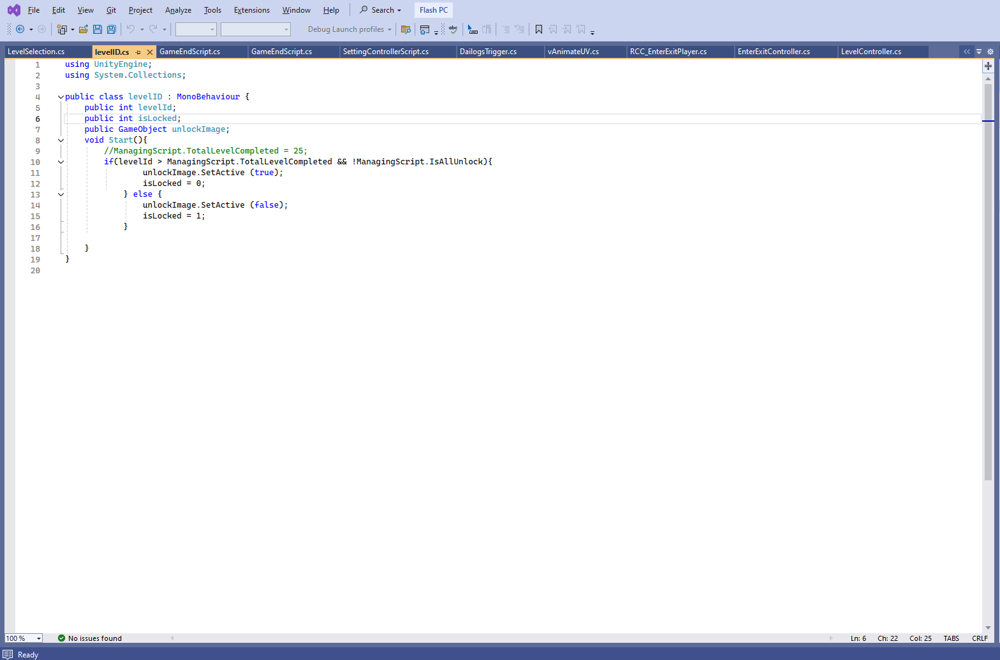 File Edit View Git Project Analyze Tools Extensions Window Help Search Flash PC
Debug Launch profiles abc
LevelSelection.cs levelID.cs GameEndScript.cs GameEndScript.cs SettingControllerScript.cs DailogsTrigger.cs vAnimateUV.cs RCC_EnterExitPlayer.cs EnterExitController.cs LevelController.cs
1 using UnityEngine;
2 using System.Collections;
3
4 public class levelID : MonoBehaviour {
5 public int levelId;
6 public int isLocked;
7 public GameObject unlockImage;
8 void Start(){
9 //ManagingScript.TotalLevelCompleted = 25;
10 if(levelId > ManagingScript.TotalLevelCompleted && !ManagingScript.IsAllUnlock){
11 unlockImage.SetActive (true);
12 isLocked = 0;
13 } else {
14 unlockImage.SetActive (false);
15 isLocked = 1;
16 }
17
18 }
19 }
20
100 % No issues found Ln: 6 Ch: 22 Col: 25 TABS CRLF
Ready